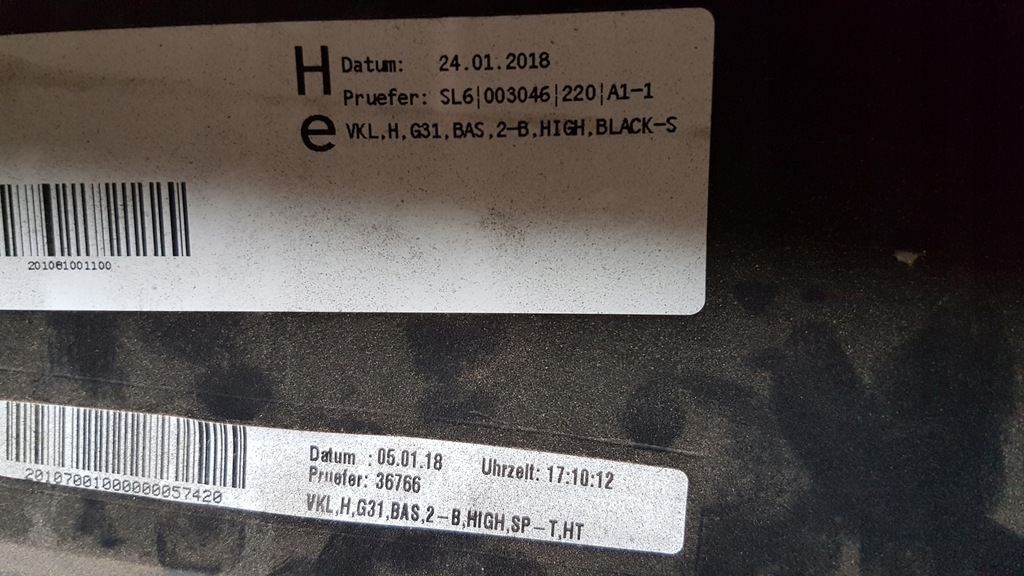 H
Datum: 24.01.2018
Pruefer: SL6|003046|220|A1-1
e
VKL,H,G31,BAS,2-B,HIGH,BLACK-S
201061001100
20107001000000057420
Datum : 05.01.18 Uhrzeit: 17:10:12
Pruefer: 36766
VKL,H,G31,BAS,2-B,HIGH,SP-T,HT